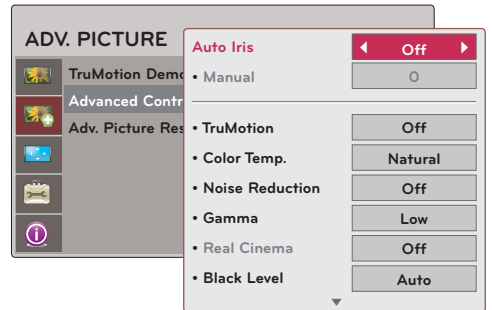 ADV. PICTURE
TruMotion Demo
Advanced Contr
Adv. Picture Res
Auto Iris Off
• Manual 0
• TruMotion Off
• Color Temp. Natural
• Noise Reduction Off
• Gamma Low
• Real Cinema Off
• Black Level Auto